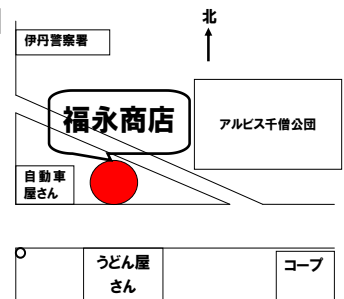 北
伊丹警察署
福永商店
アルビス千僧公団
自動車
屋さん
うどん屋
さん
コープ